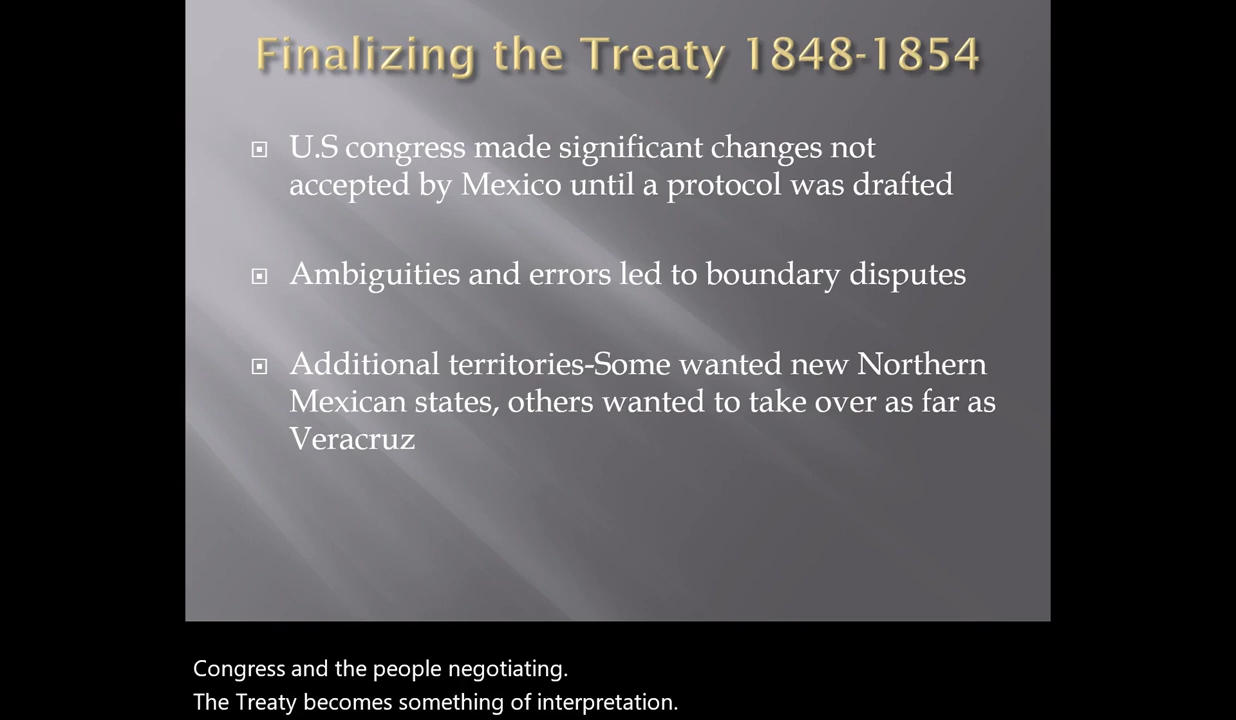 Finalizing the Treaty 1848-1854
U.S congress made significant changes not
accepted by Mexico until a protocol was drafted
Ambiguities and errors led to boundary disputes
Additional territories-Some wanted new Northern
Mexican states, others wanted to take over as far as
Veracruz
Congress and the people negotiating.
The Treaty becomes something of interpretation.